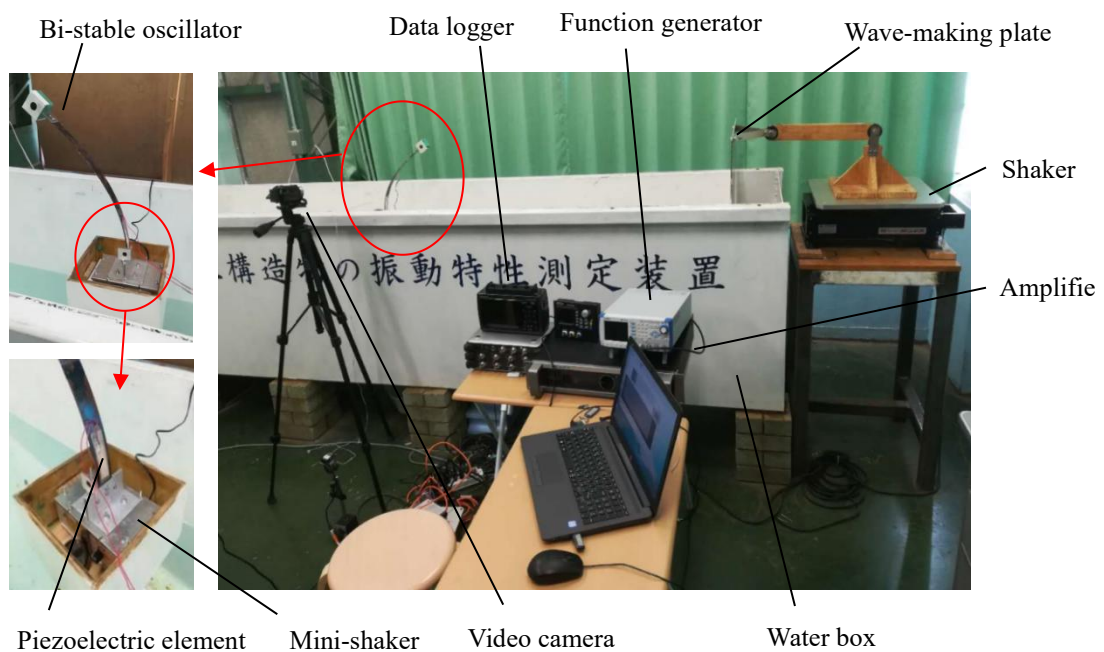 Bi-stable oscillator
Data logger
Function generator
Wave-making plate
Shaker
構造物の振動特性測定装置
Amplifie
Piezoelectric element
Mini-shaker
Video camera
Water box